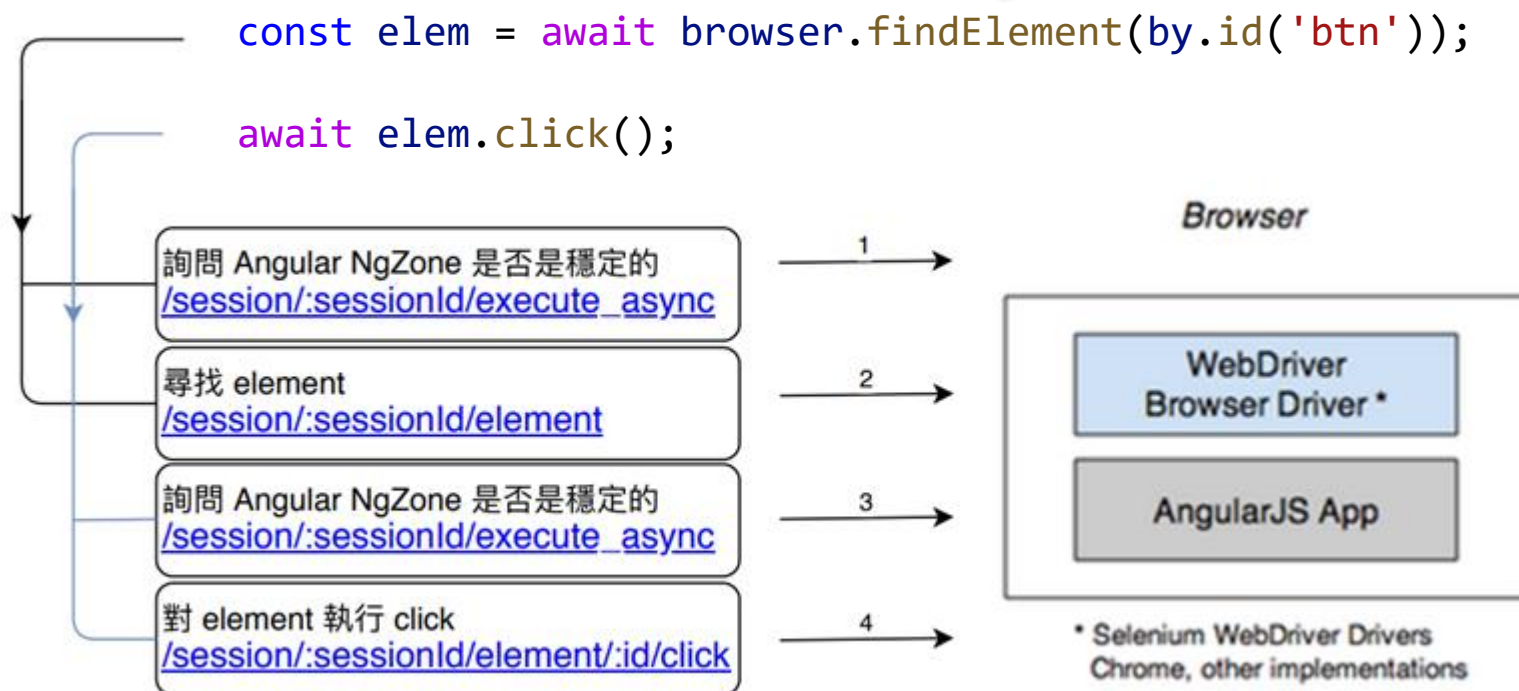 const elem = await browser.findElement(by.id('btn'));
await elem.click();
詢問 Angular NgZone 是否是穩定的
/session/:sessionId/execute_async
尋找 element
/session/:sessionId/element
詢問 Angular NgZone 是否是穩定的
/session/:sessionId/execute_async
對 element 執行 click
/session/:sessionId/element/:id/click
1
2
3
4
Browser
WebDriver
Browser Driver *
AngularJS App
* Selenium WebDriver Drivers
Chrome, other implementations